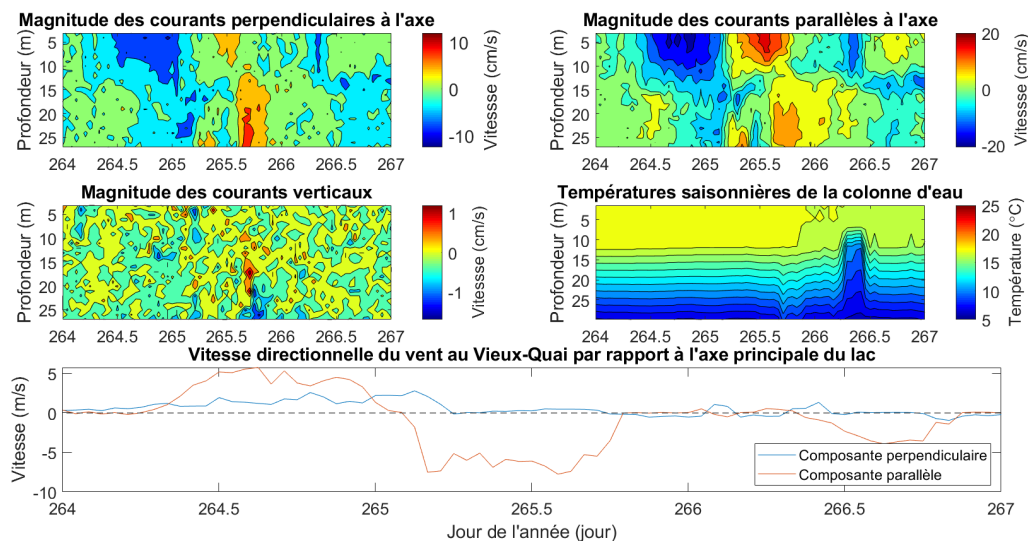 Magnitude des courants perpendiculaires à l'axe
Profondeur (m)
5
10
15
20
25
264 264.5 265 265.5 266 266.5 267
10
0
-10
Vitesse (cm/s)
Magnitude des courants parallèles à l'axe
Profondeur (m)
5
10
15
20
25
264 264.5 265 265.5 266 266.5 267
20
0
-20
Vitesse (cm/s)
Magnitude des courants verticaux
Profondeur (m)
5
10
15
20
25
264 264.5 265 265.5 266 266.5 267
1
0
-1
Vitesse (cm/s)
Températures saisonnières de la colonne d'eau
Profondeur (m)
5
10
15
20
25
264 264.5 265 265.5 266 266.5 267
25
20
15
10
5
Température (°C)
Vitesse directionnelle du vent au Vieux-Quai par rapport à l'axe principale du lac
Vitesse (m/s)
5
0
-5
-10
Composante perpendiculaire
Composante parallèle
264 264.5 265 265.5 266 266.5 267
Jour de l'année (jour)